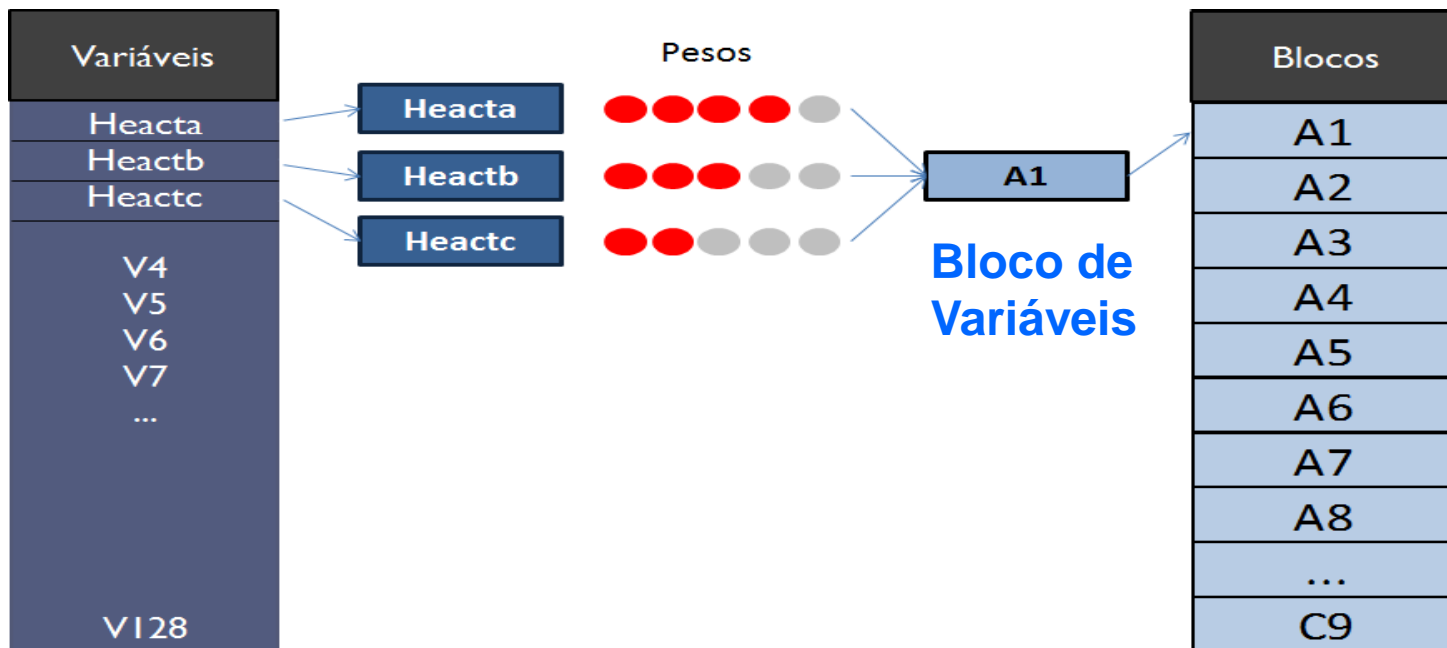 Variáveis
Heacta
Heactb
Heactc
V4
V5
V6
V7
...
V128
Pesos
Heacta
Heactb
Heactc
A1
Bloco de
Variáveis
Blocos
A1
A2
A3
A4
A5
A6
A7
A8
...
C9